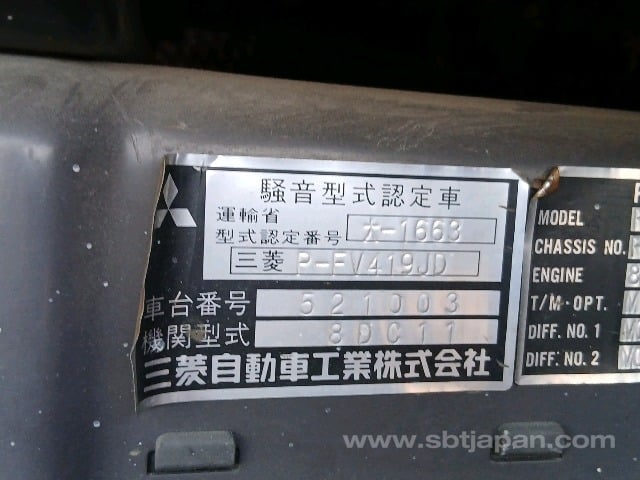 騒音型式認定車
運輸省
型式認定番号 大-1663
三菱 P-FV419JD
車台番号 521003
機関型式 8DC11
三菱自動車工業株式会社
MODEL
CHASSIS NO.
ENGINE 8
T/M・OPT.
DIFF. NO. 1
DIFF. NO. 2
www.sbtjapan.com